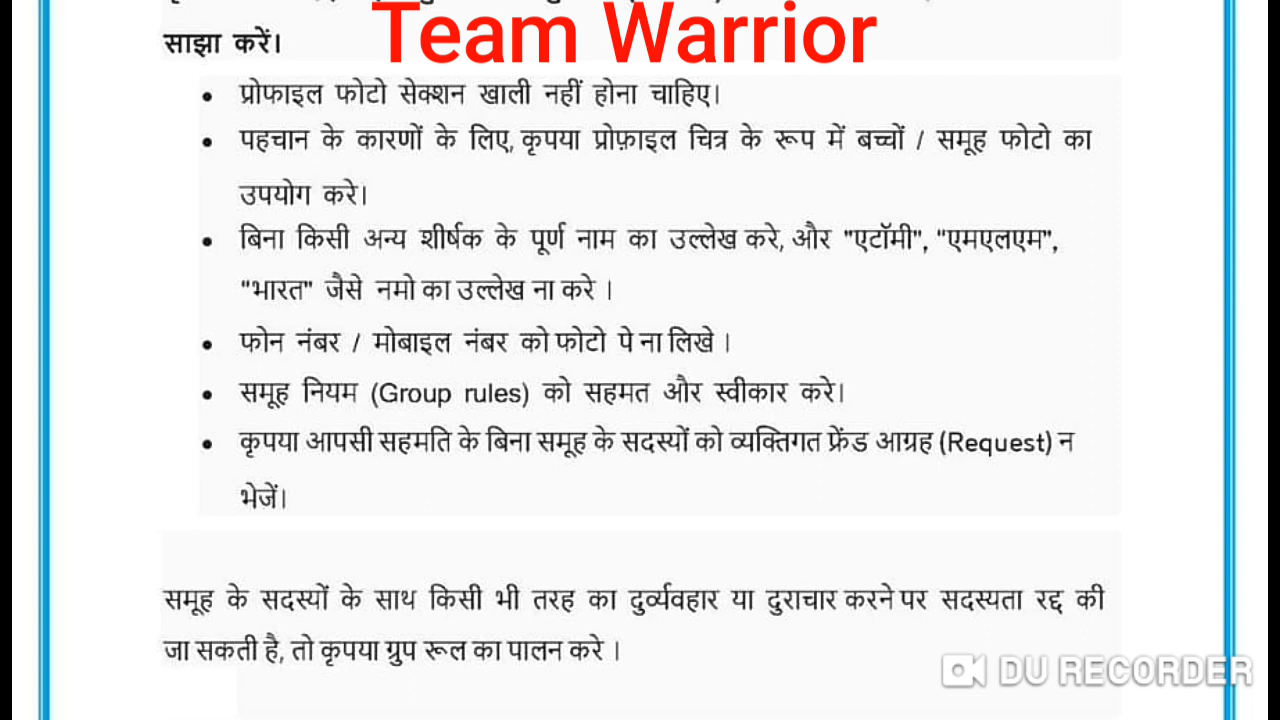 Team Warrior
साझा करें।
• प्रोफाइल फोटो सेक्शन खाली नहीं होना चाहिए।
• पहचान के कारणों के लिए, कृपया प्रोफ़ाइल चित्र के रूप में बच्चों / समूह फोटो का
उपयोग करे।
• बिना किसी अन्य शीर्षक के पूर्ण नाम का उल्लेख करे, और "एटॉमी", "एमएलएम",
"भारत" जैसे नमो का उल्लेख ना करे ।
• फोन नंबर / मोबाइल नंबर को फोटो पे ना लिखे ।
• समूह नियम (Group rules) को सहमत और स्वीकार करे।
• कृपया आपसी सहमति के बिना समूह के सदस्यों को व्यक्तिगत फ्रेंड आग्रह (Request) न
भेजें।
समूह के सदस्यों के साथ किसी भी तरह का दुर्व्यवहार या दुराचार करने पर सदस्यता रद्द की
जा सकती है, तो कृपया ग्रुप रूल का पालन करे ।
DU RECORDER